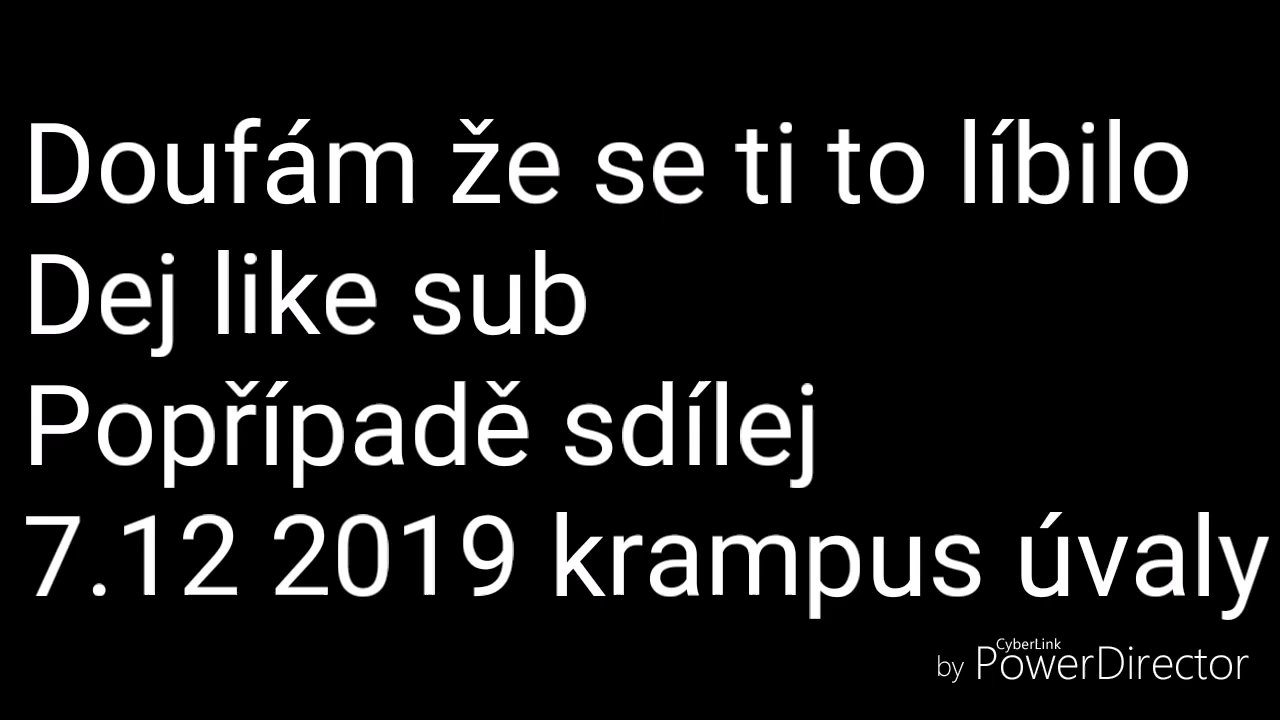 Doufám že se ti to líbilo
Dej like sub
Popřípadě sdílej
7.12 2019 krampus úvaly
by CyberLink PowerDirector